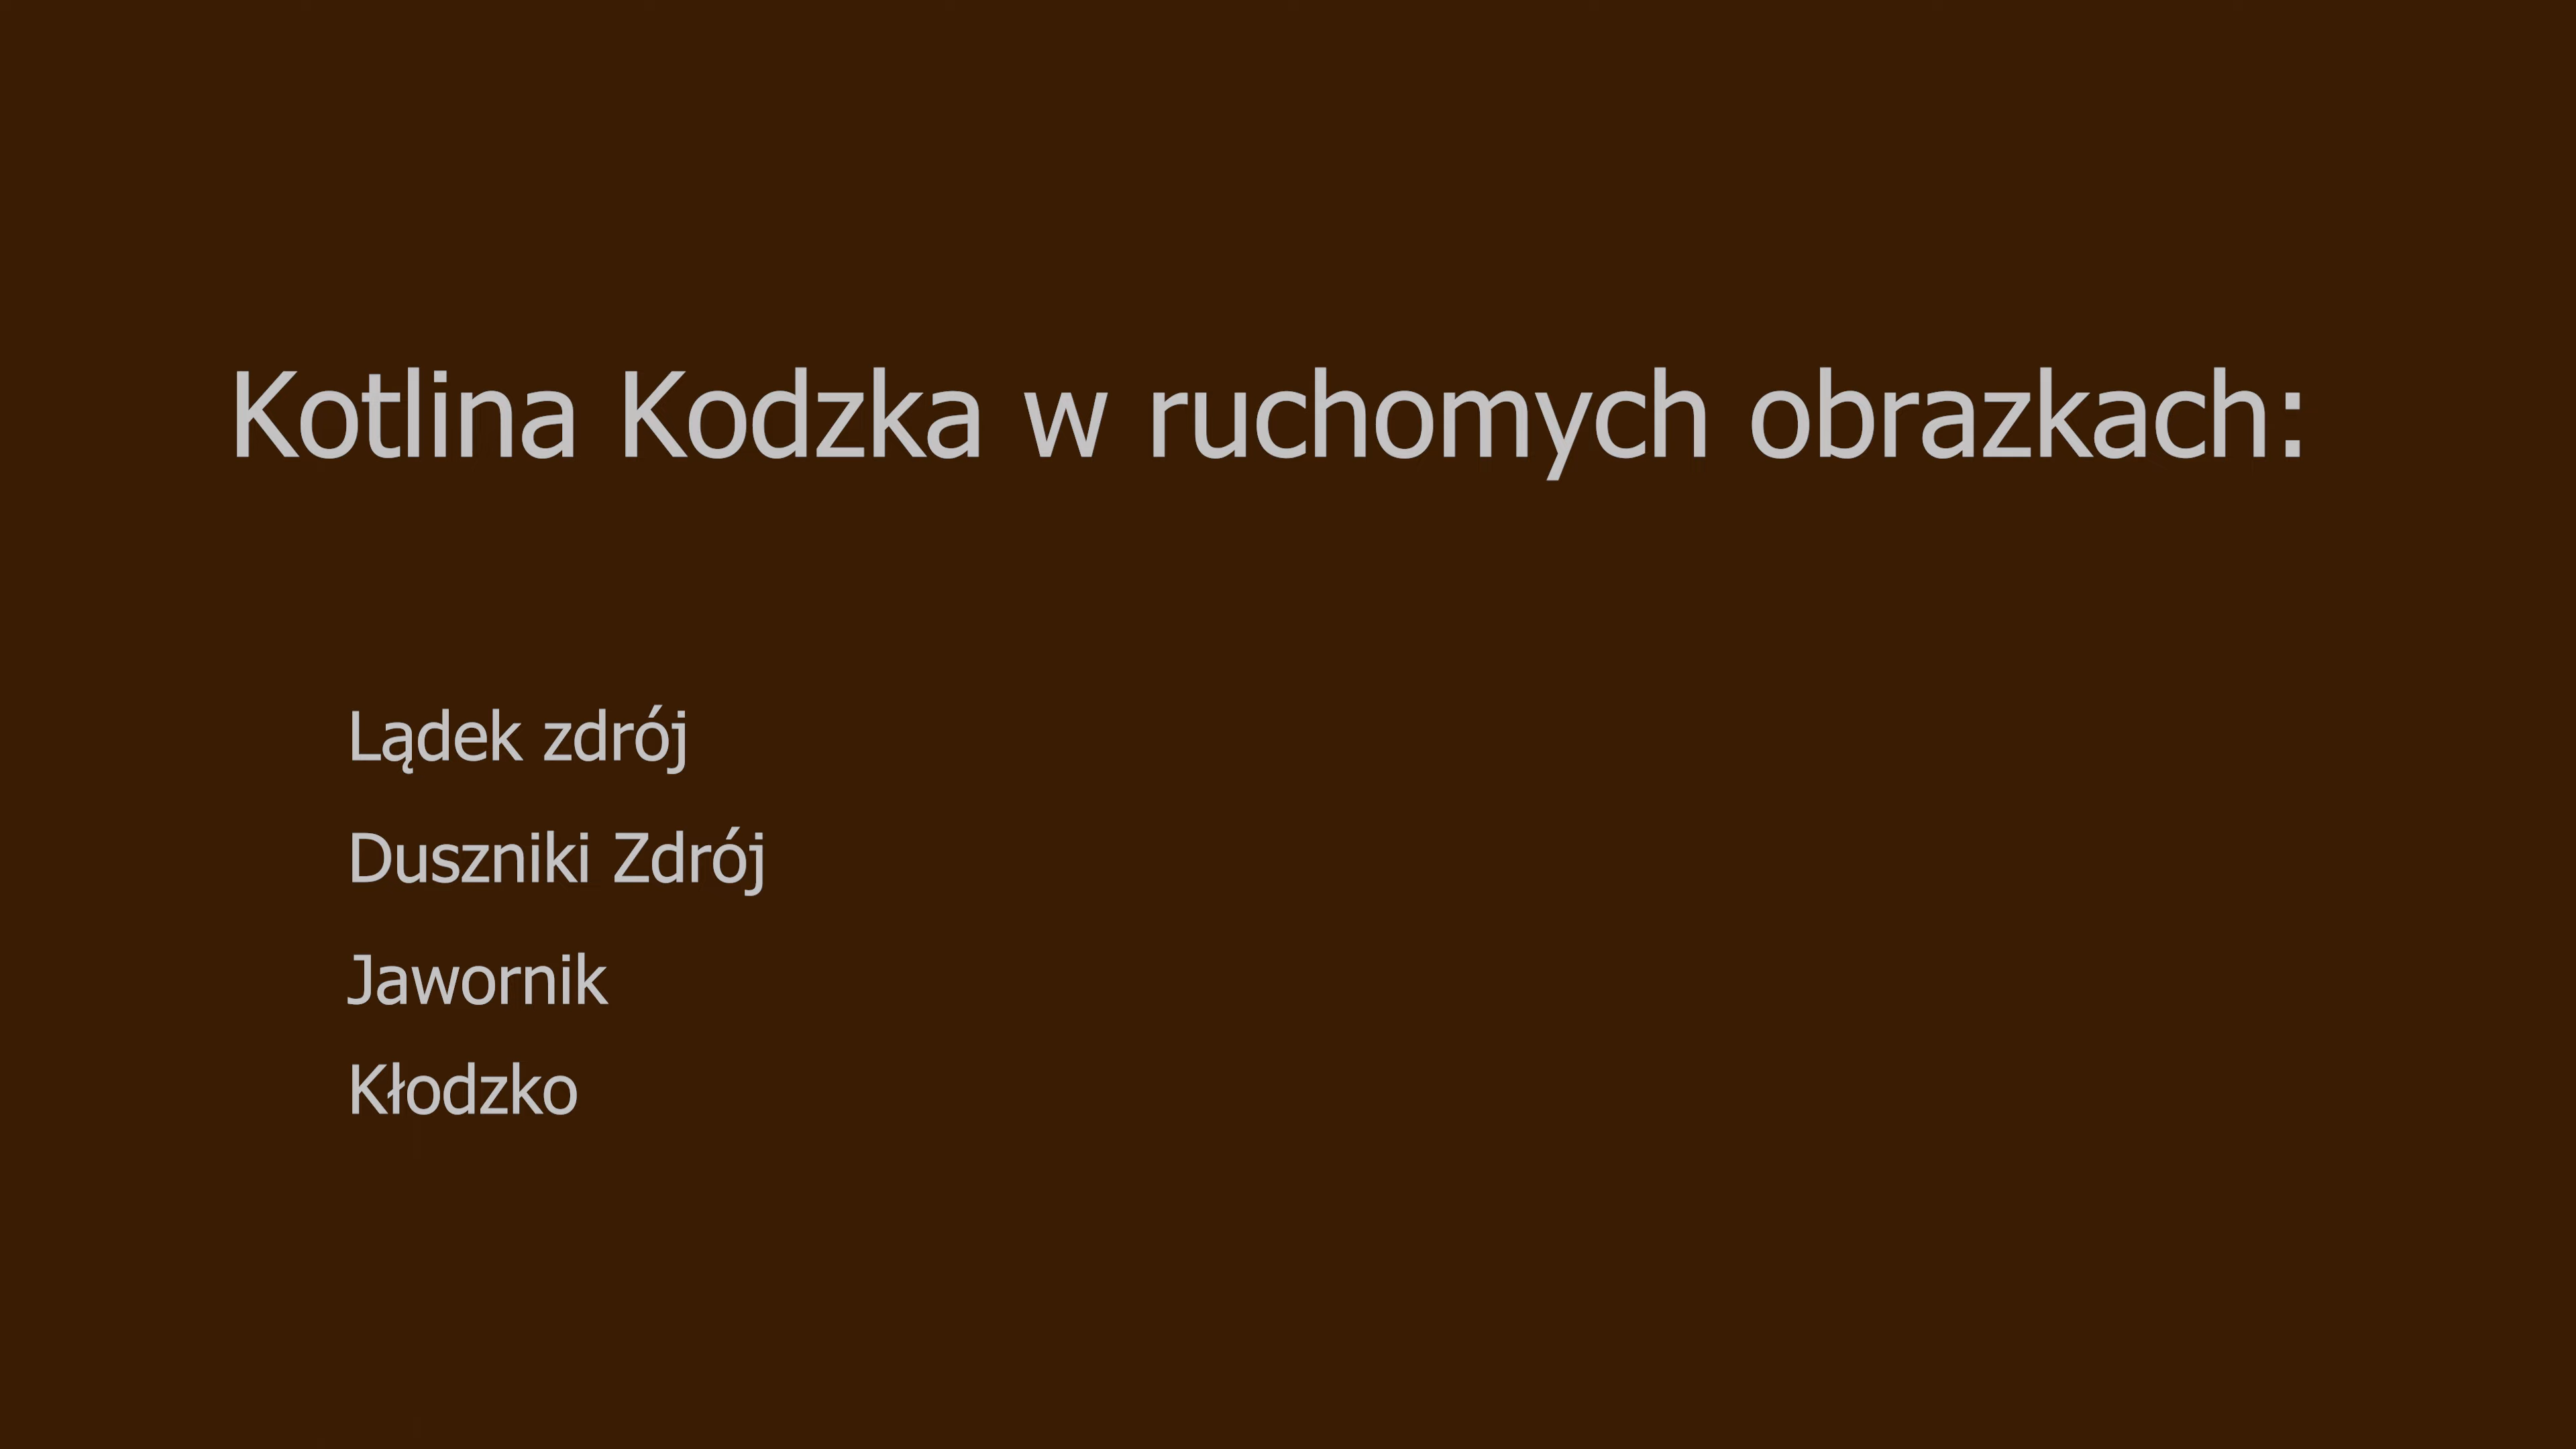 Kotlina Kodzka w ruchomych obrazkach:
Lądek zdrój
Duszniki Zdrój
Jawornik
Kłodzko